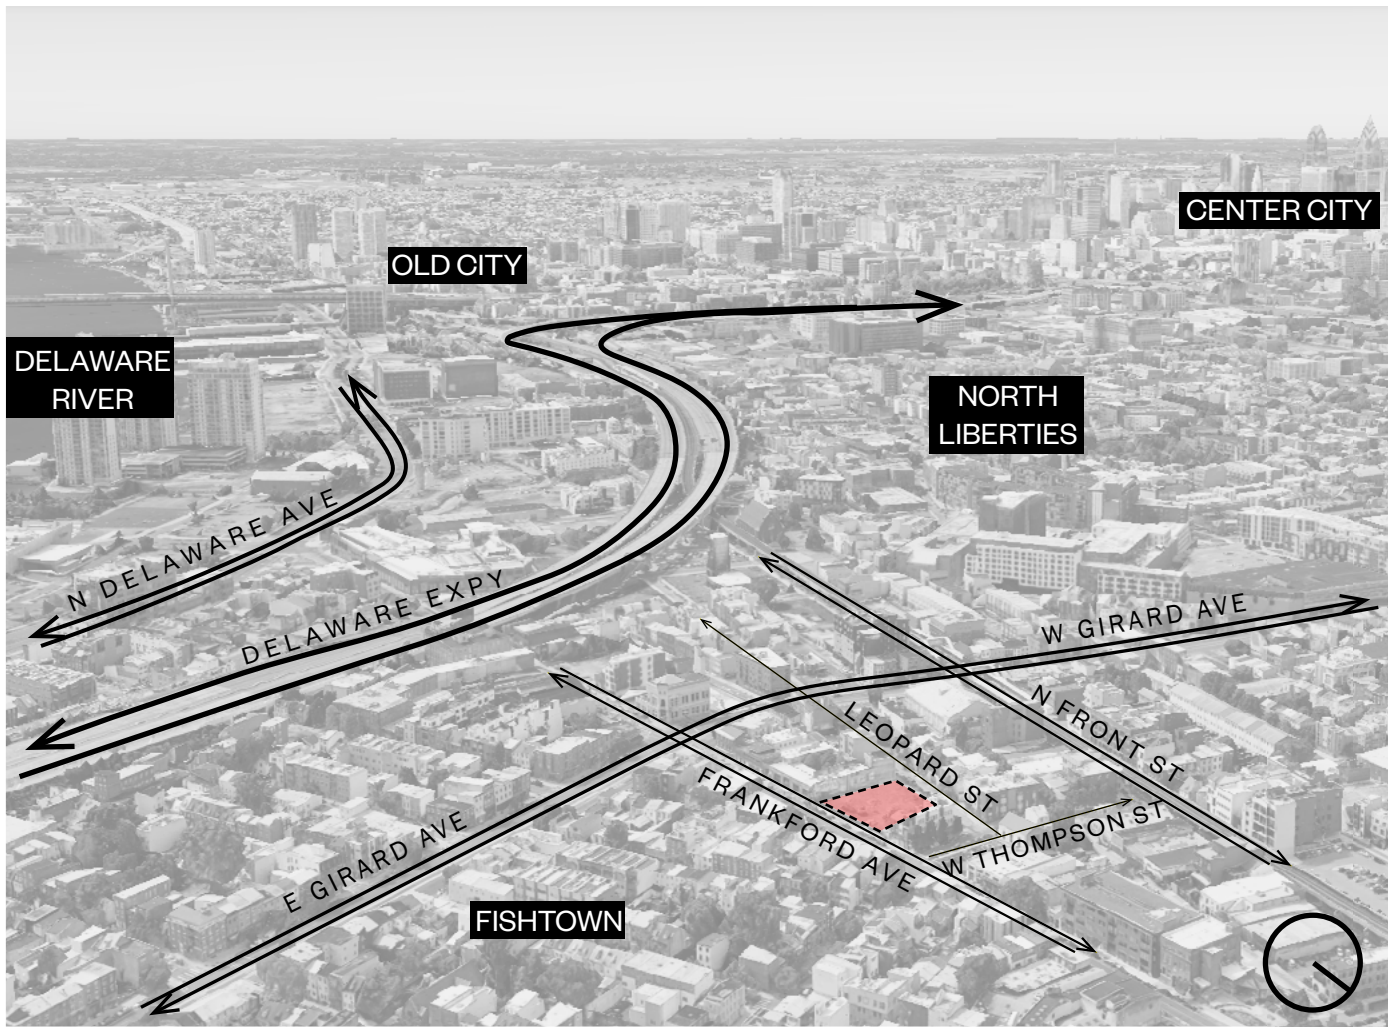 CENTER CITY
OLD CITY
DELAWARE
RIVER
NORTH
LIBERTIES
N DELAWARE AVE
DELAWARE EXPY
W GIRARD AVE
N FRONT ST
LEOPARD ST
FRANKFORD AVE
W THOMPSON ST
E GIRARD AVE
FISHTOWN